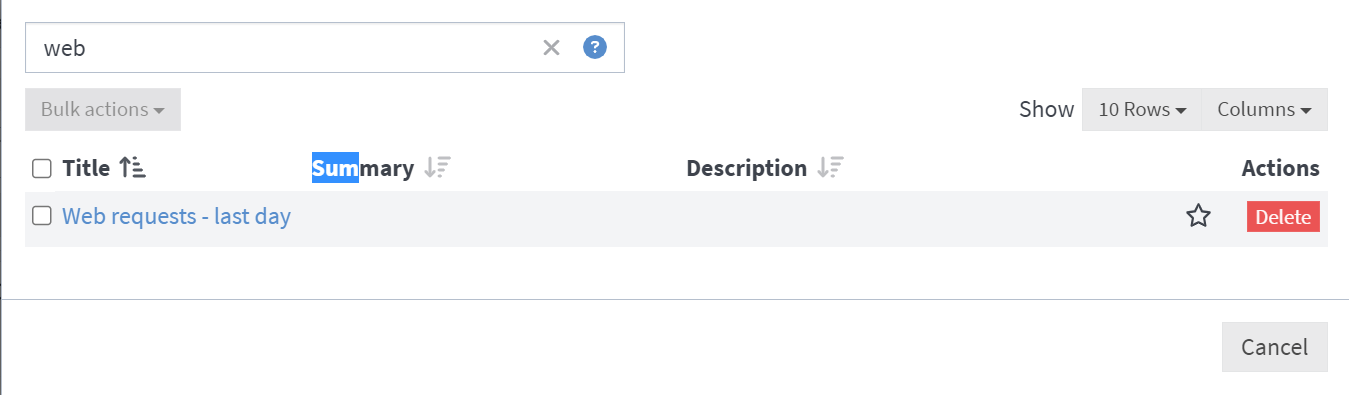 web ?
Bulk actions Show 10 Rows Columns
Title Summary Description Actions
Web requests - last day Delete
Cancel